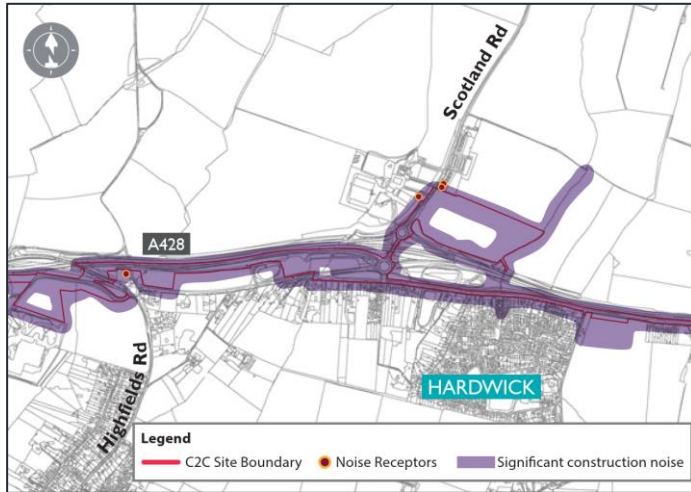 Scotland Rd
A428
Highfields Rd
HARDWICK
Legend
C2C Site Boundary
Noise Receptors
Significant construction noise